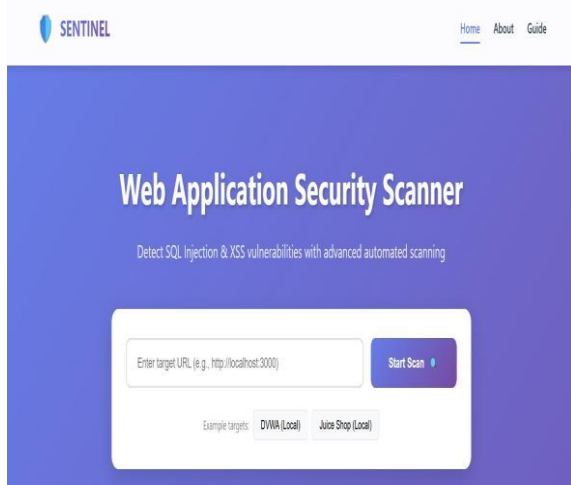 SENTINEL
Home About Guide
Web Application Security Scanner
Detect SQL Injection & XSS vulnerabilities with advanced automated scanning
Enter target URL (e.g., http://localhost:3000)
Start Scan
Example targets: DVWA (Local) Juice Shop (Local)